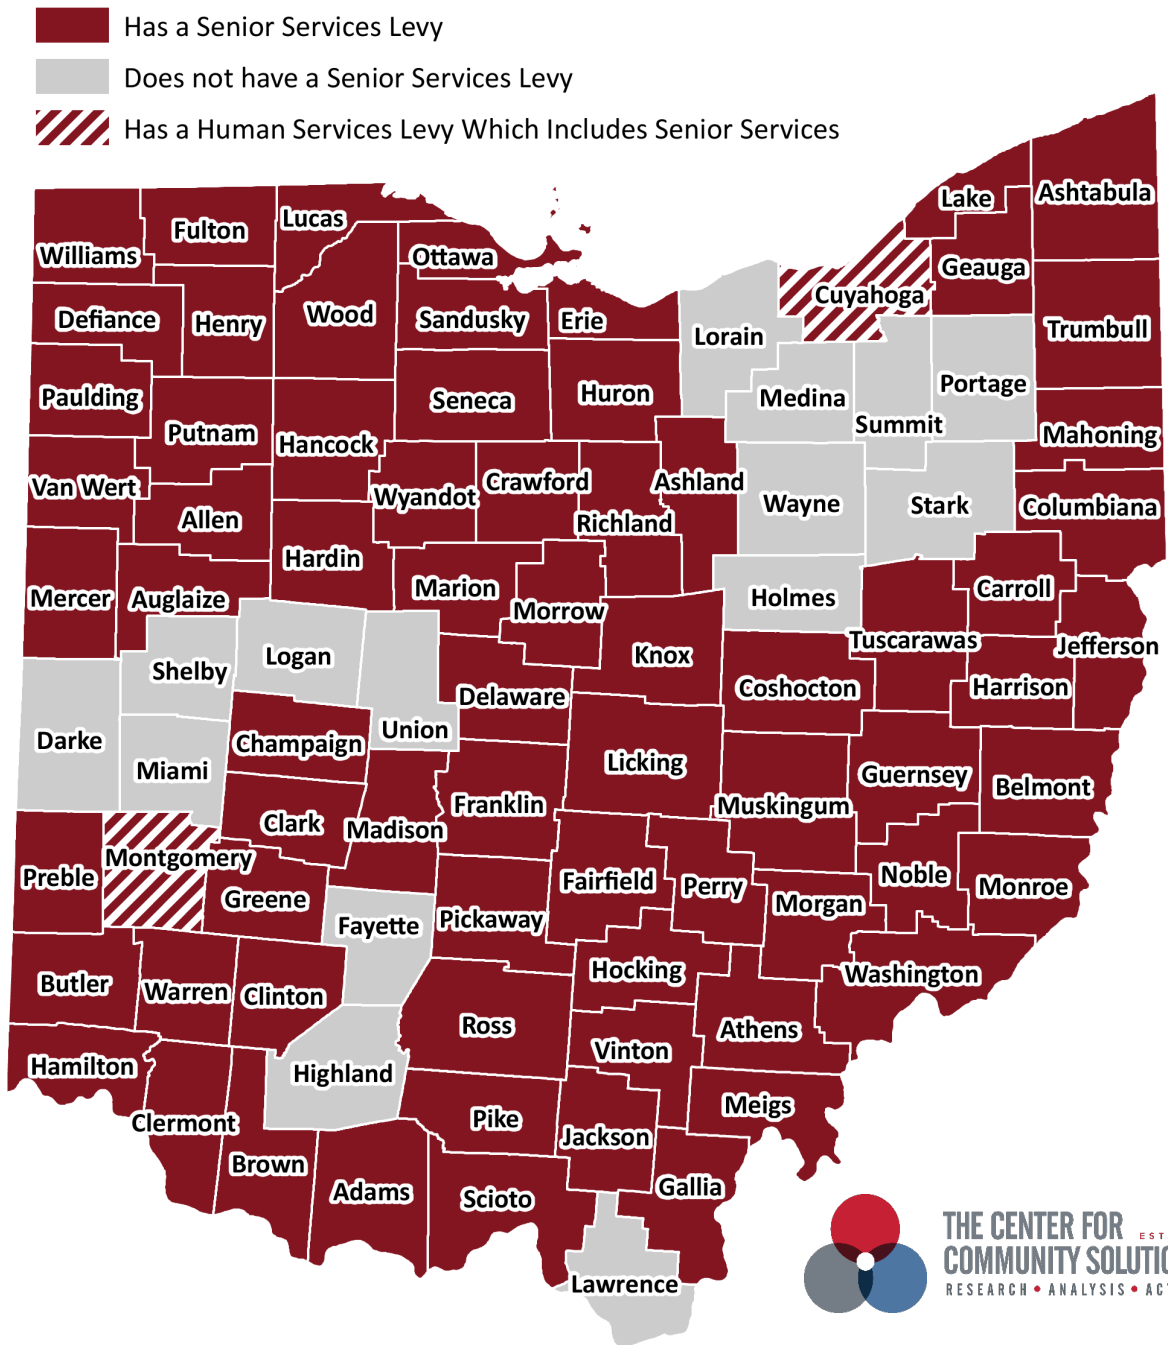 Has a Senior Services Levy
Does not have a Senior Services Levy
Has a Human Services Levy Which Includes Senior Services
Lake
Ashtabula
Lucas
Fulton
Williams
Ottawa
Geauga
Cuyahoga
Defiance
Henry
Wood
Sandusky
Erie
Lorain
Trumbull
Paulding
Seneca
Huron
Medina
Portage
Summit
Putnam
Hancock
Mahoning
Van Wert
Wyandot
Crawford
Ashland
Allen
Richland
Wayne
Stark
Columbiana
Hardin
Mercer
Auglaize
Marion
Morrow
Holmes
Carroll
Tuscarawas
Jefferson
Shelby
Logan
Knox
Delaware
Coshocton
Harrison
Darke
Champaign
Union
Miami
Licking
Guernsey
Belmont
Clark
Madison
Franklin
Muskingum
Montgomery
Preble
Greene
Fairfield
Perry
Noble
Monroe
Fayette
Pickaway
Morgan
Butler
Warren
Clinton
Hocking
Washington
Ross
Athens
Hamilton
Highland
Vinton
Meigs
Clermont
Pike
Jackson
Brown
Adams
Scioto
Gallia
Lawrence
THE CENTER FOR EST
COMMUNITY SOLUTIO
RESEARCH • ANALYSIS • AC